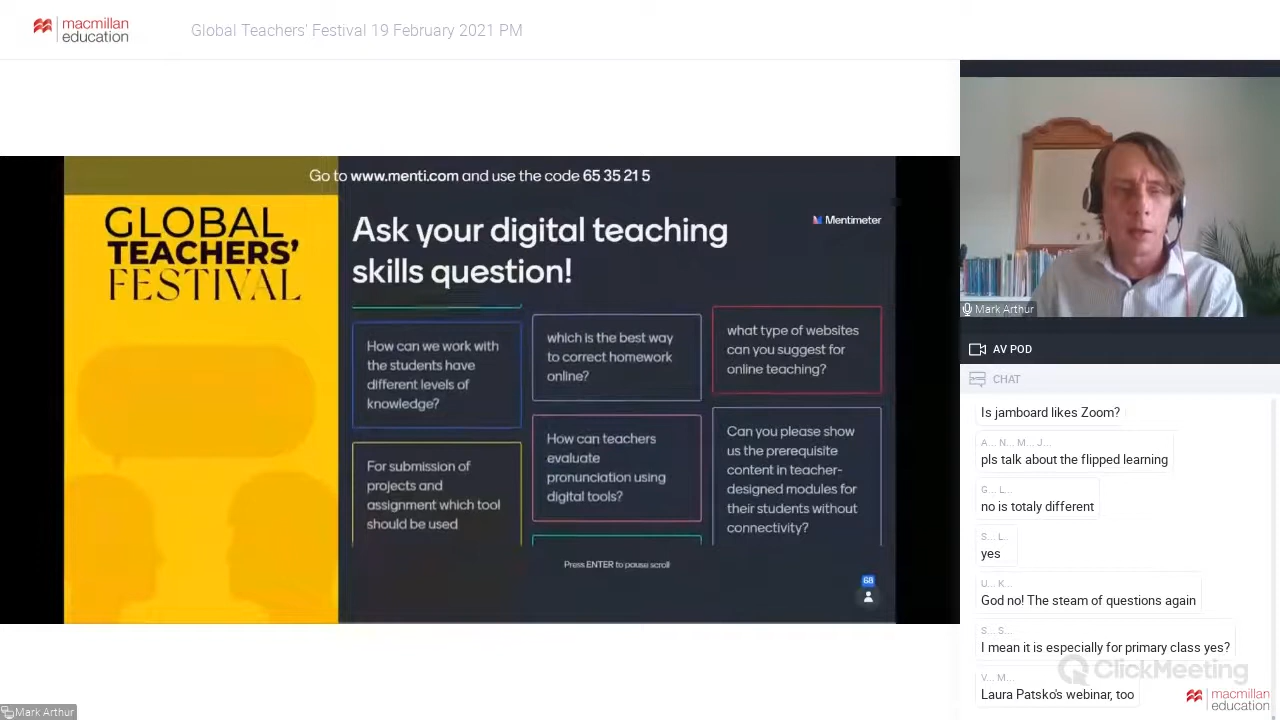 macmillan
education
Global Teachers' Festival 19 February 2021 PM
Go to www.menti.com and use the code 65 35 21 5
GLOBAL
TEACHERS'
FESTIVAL
Ask your digital teaching
skills question!
Mentimeter
How can we work with
the students have
different levels of
knowledge?
For submission of
projects and
assignment which tool
should be used
which is the best way
to correct homework
online?
How can teachers
evaluate
pronunciation using
digital tools?
what type of websites
can you suggest for
online teaching?
Can you please show
us the prerequisite
content in teacher-
designed modules for
their students without
connectivity?
Press ENTER to pause scroll
68
Mark Arthur
Mark Arthur
AV POD
CHAT
Is jamboard likes Zoom?
A... N... M... J...
pls talk about the flipped learning
G... L...
no is totaly different
S... L..
yes
U... K...
God no! The steam of questions again
S... S...
I mean it is especially for primary class yes?
V... M...
Laura Patsko's webinar, too
ClickMeeting
macmillan
education